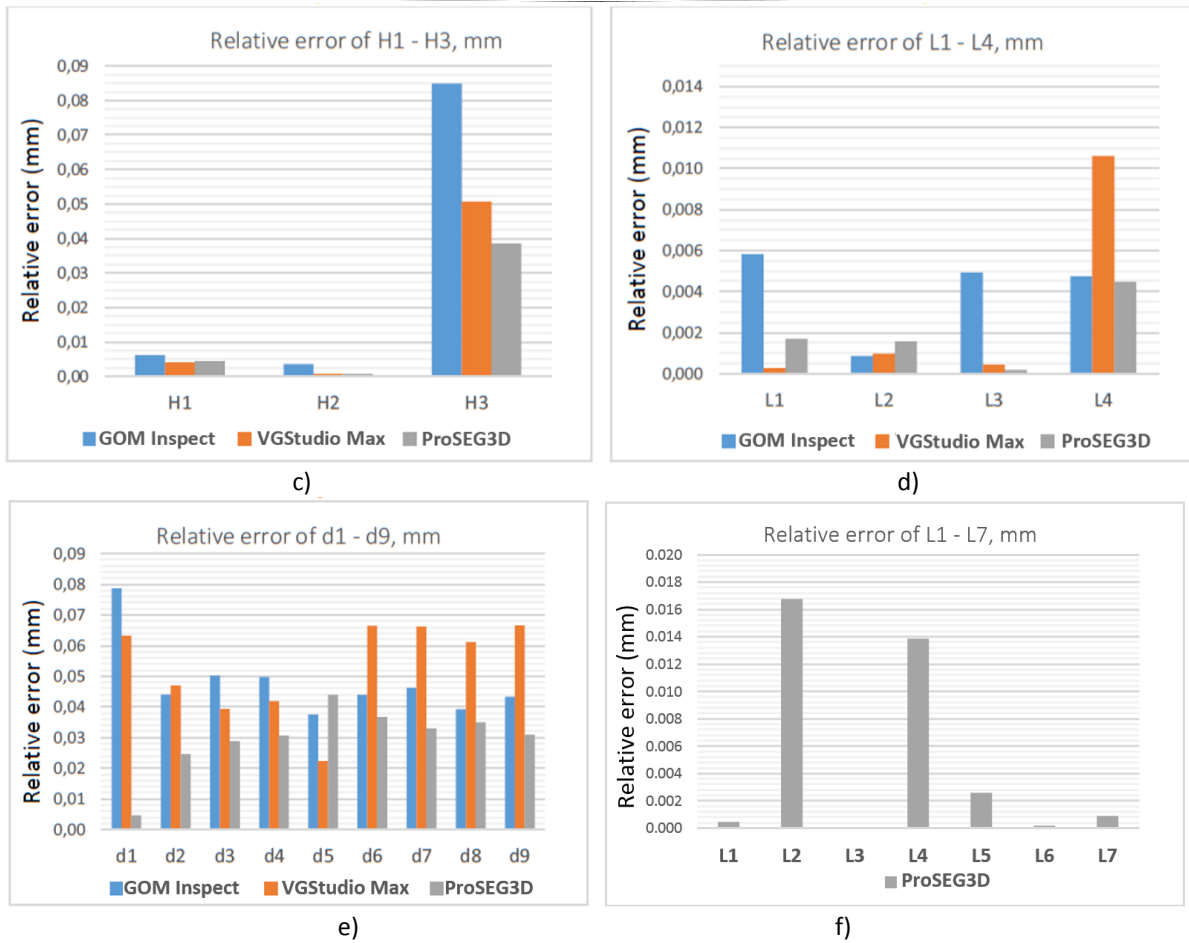 Relative error of H1 - H3, mm
Relative error (mm)
0,09
0,08
0,07
0,06
0,05
0,04
0,03
0,02
0,01
0,00
H1 H2 H3
GOM Inspect VGStudio Max ProSEG3D
c)
Relative error of L1 - L4, mm
Relative error (mm)
0,014
0,012
0,010
0.008
0,006
0,004
0,002
0,000
L1 L2 L3 L4
GOM Inspect VGStudio Max ProSEG3D
d)
Relative error of d1 - d9, mm
Relative error (mm)
0,09
0,08
0,07
0,06
0,05
0,04
0,03
0,02
0,01
0,00
d1 d2 d3 d4 d5 d6 d7 d8 d9
GOM Inspect VGStudio Max ProSEG3D
e)
Relative error of L1 - L7, mm
Relative error (mm)
0.020
0.018
0.016
0.014
0.012
0.010
0.008
0.006
0.004
0.002
0.000
L1 L2 L3 L4 L5 L6 L7
ProSEG3D
f)